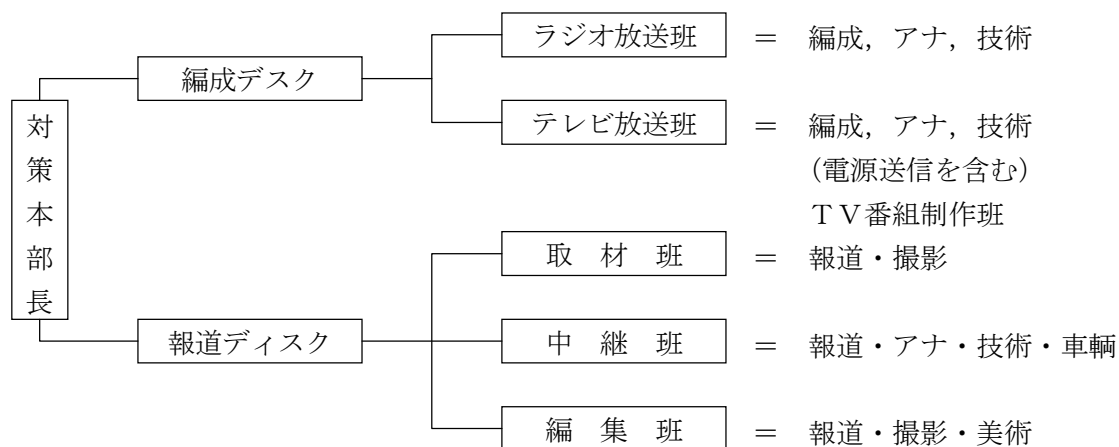 対策本部長
編成デスク
ラジオ放送班 ＝ 編成，アナ，技術
テレビ放送班 ＝ 編成，アナ，技術
（電源送信を含む）
ＴＶ番組制作班
報道ディスク
取材班 ＝ 報道・撮影
中継班 ＝ 報道・アナ・技術・車輌
編集班 ＝ 報道・撮影・美術